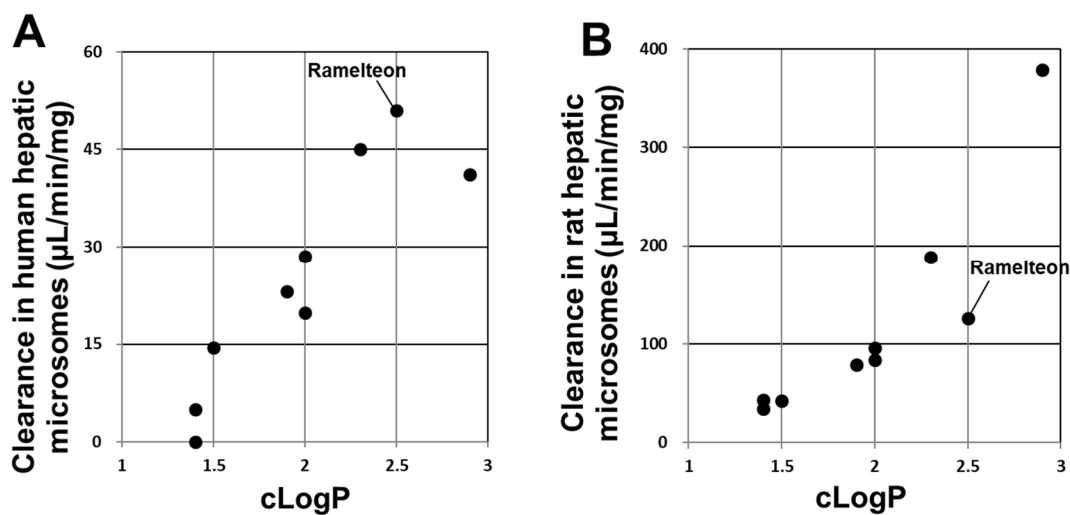 A
Clearance in human hepatic
microsomes (µL/min/mg)
60
45
30
15
0
1
1.5
2
2.5
3
cLogP
Ramelteon
B
Clearance in rat hepatic
microsomes (µL/min/mg)
400
300
200
100
0
1
1.5
2
2.5
3
cLogP
Ramelteon